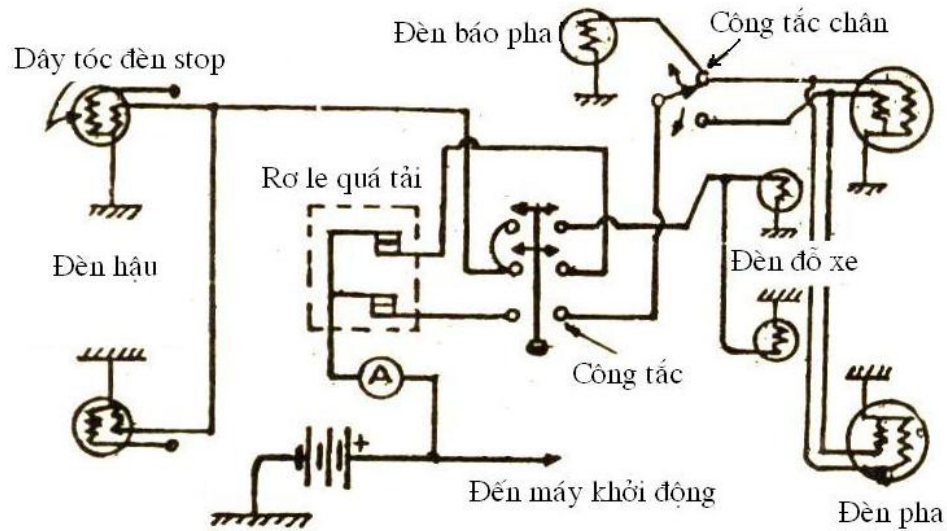 Đèn báo pha
Công tắc chân
Dây tóc đèn stop
Rơ le quá tải
Đèn hậu
Đèn đỗ xe
A
Công tắc
+
Đến máy khởi động
Đèn pha